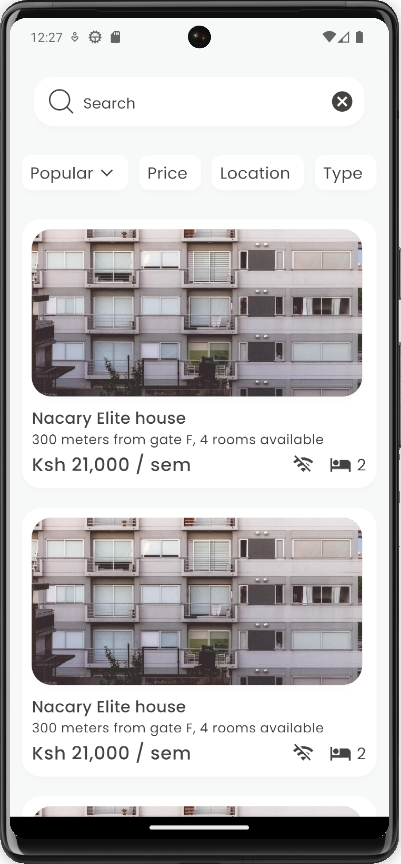 12:27
Search
Popular
Price
Location
Type
Nacary Elite house
300 meters from gate F, 4 rooms available
Ksh 21,000 / sem
2
Nacary Elite house
300 meters from gate F, 4 rooms available
Ksh 21,000 / sem
2